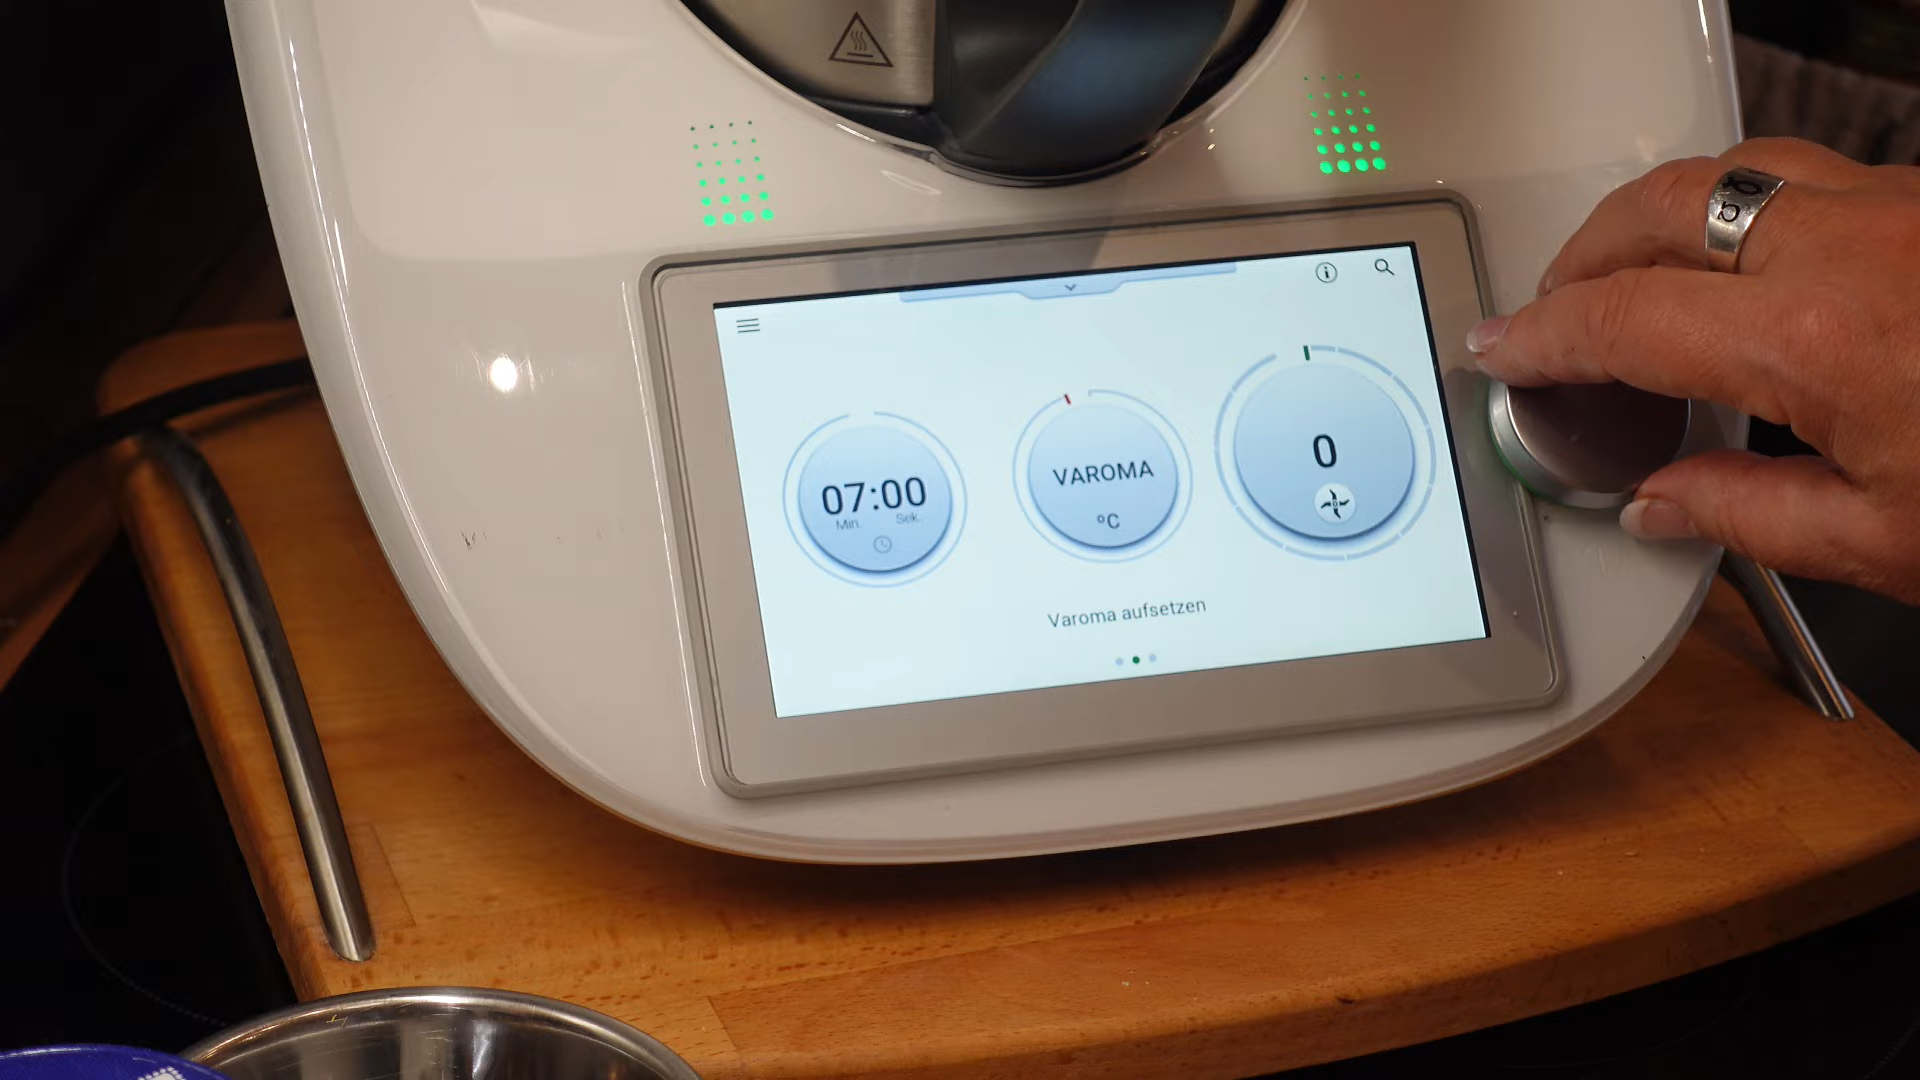 07:00
Min. Sek.
VAROMA
°C
0
Varoma aufsetzen